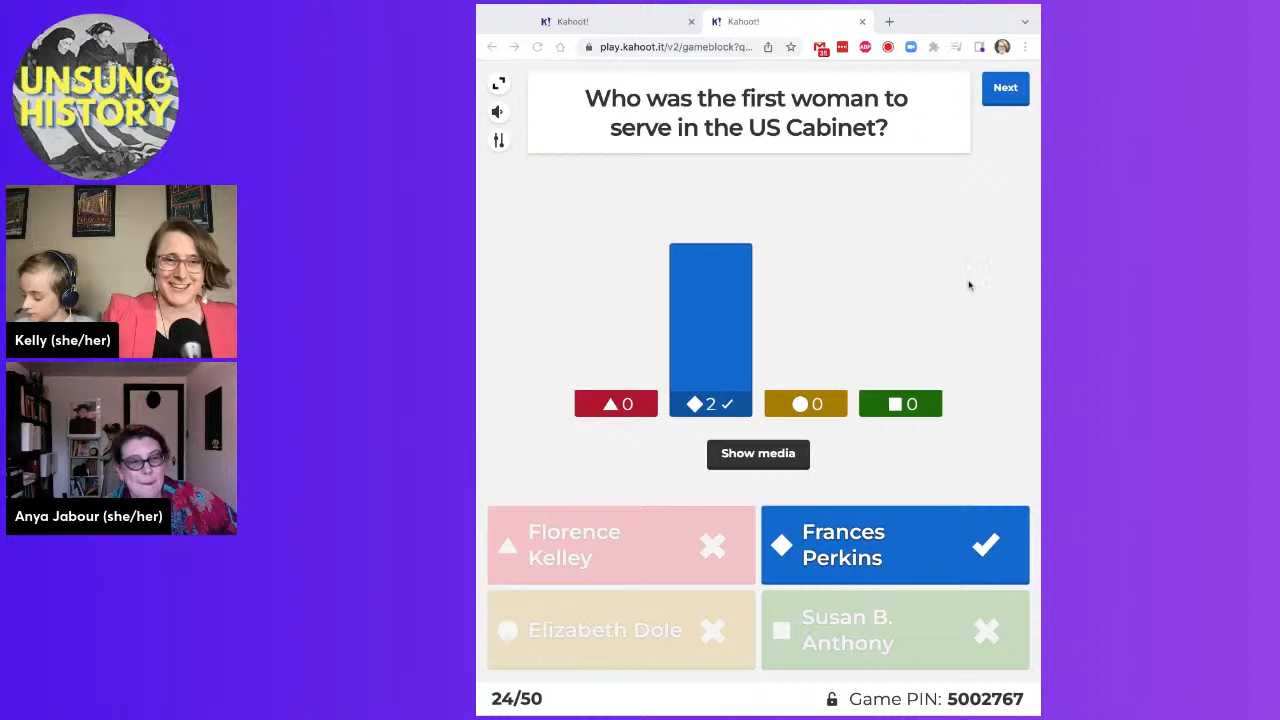 UNSUNG
HISTORY
Kelly (she/her)
Anya Jabour (she/her)
Kahoot!
Kahoot!
play.kahoot.it/v2/gameblock?q...
Who was the first woman to
serve in the US Cabinet?
Next
0
2
0
0
Show media
Florence
Kelley
Frances
Perkins
Elizabeth Dole
Susan B.
Anthony
24/50
Game PIN: 5002767